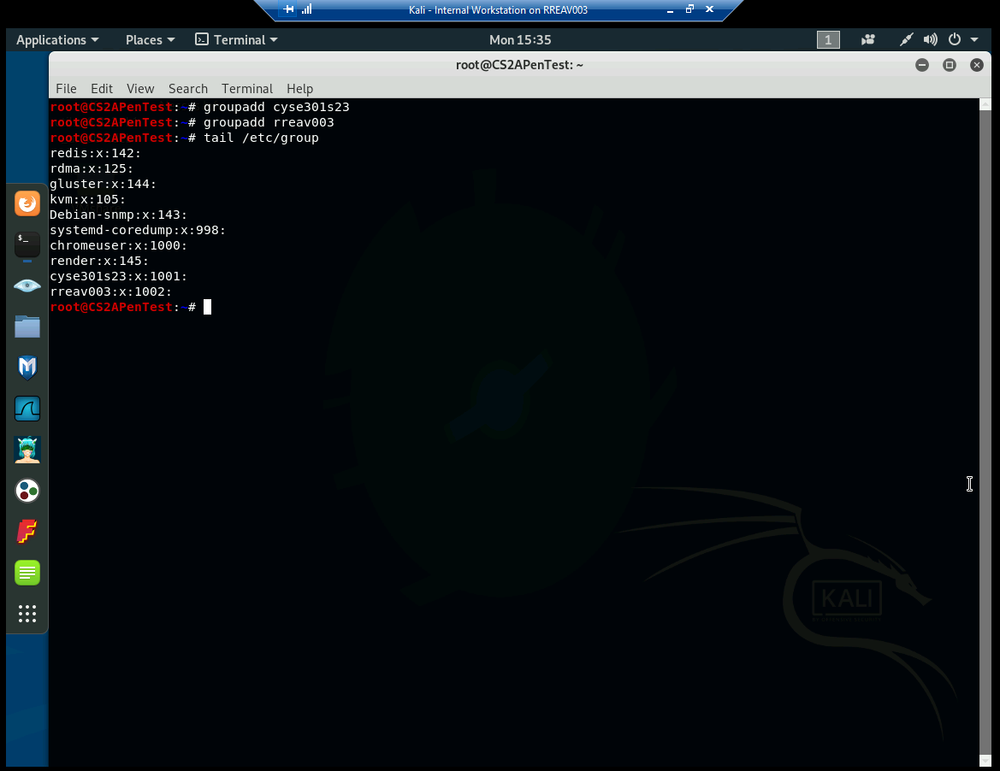 Kali - Internal Workstation on RREAV003
Applications Places Terminal Mon 15:35 1
root@CS2APenTest: ~
File Edit View Search Terminal Help
root@CS2APenTest:~# groupadd cyse301s23
root@CS2APenTest:~# groupadd rreav003
root@CS2APenTest:~# tail /etc/group
redis:x:142:
rdma:x:125:
gluster:x:144:
kvm:x:105:
Debian-snmp:x:143:
systemd-coredump:x:998:
chromeuser:x:1000:
render:x:145:
cyse301s23:x:1001:
rreav003:x:1002:
root@CS2APenTest:~#
$_
KALI